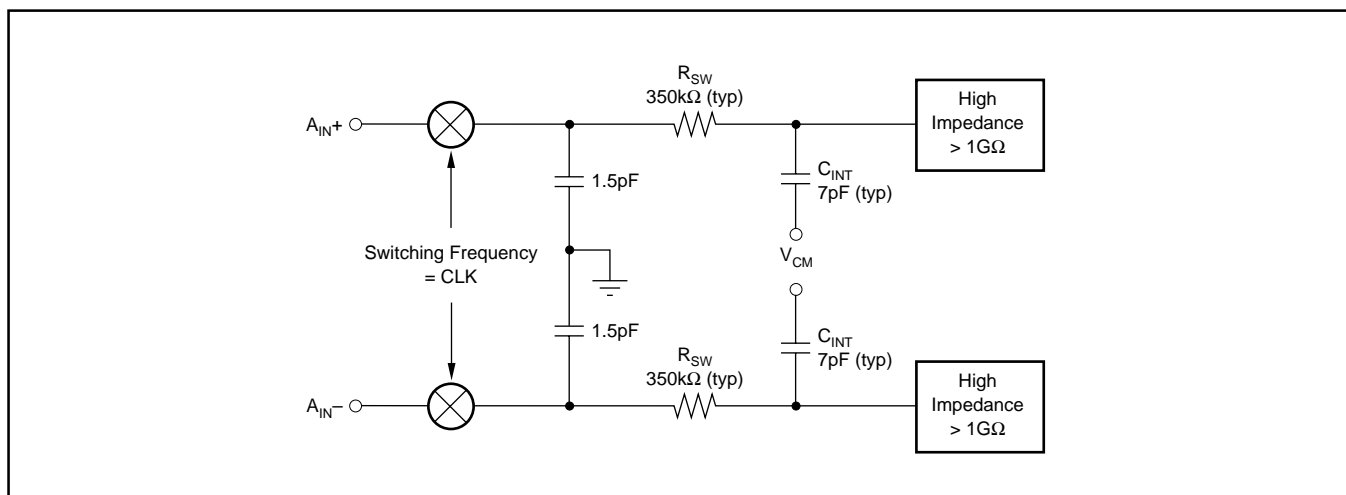 R_SW
350kΩ (typ)
High
Impedance
> 1GΩ
A_IN+
1.5pF
C_INT
7pF (typ)
Switching Frequency
= CLK
V_CM
1.5pF
C_INT
7pF (typ)
R_SW
350kΩ (typ)
High
Impedance
> 1GΩ
A_IN–